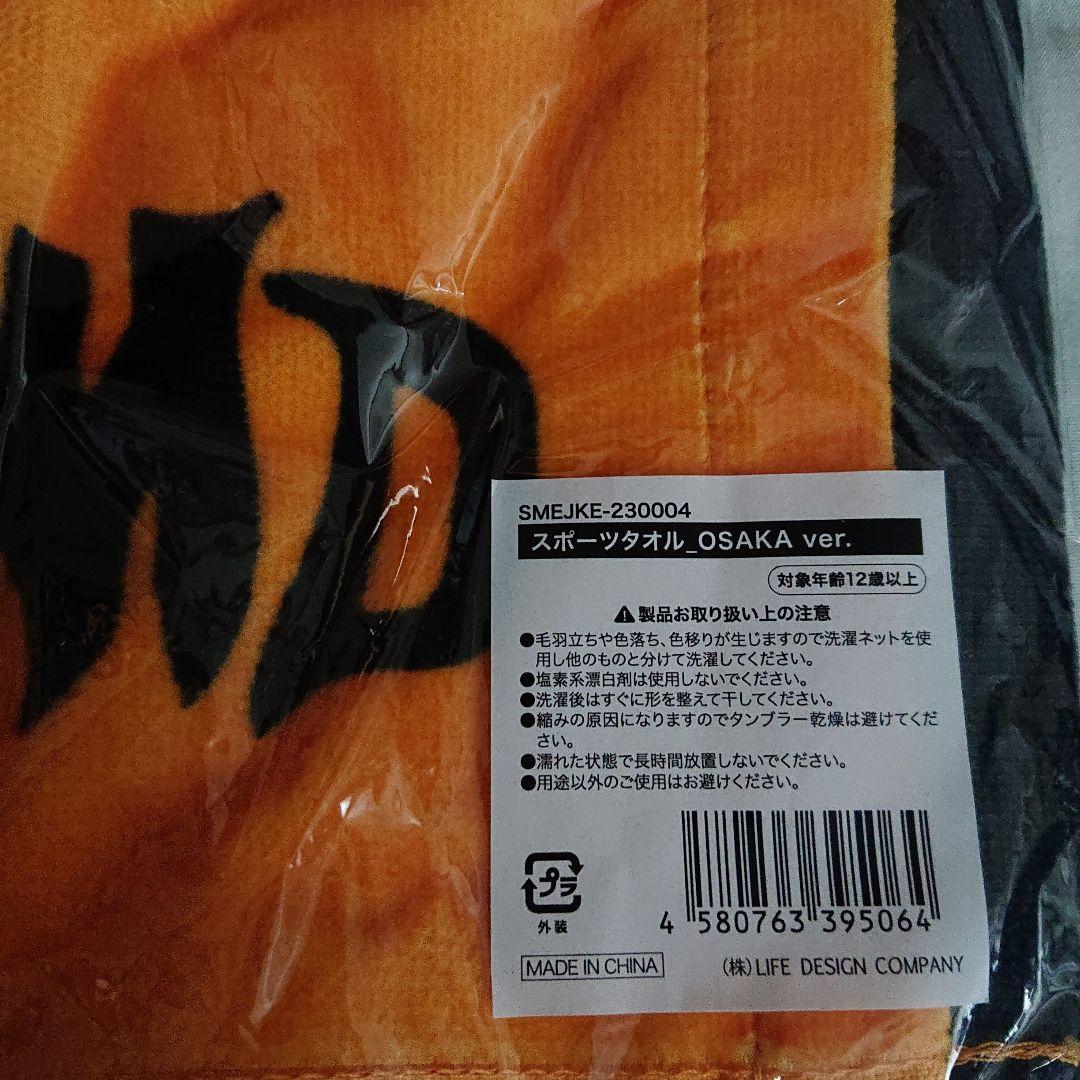 SMEJKE-230004
スポーツタオル_OSAKA ver.
対象年齢12歳以上
製品お取り扱い上の注意
●毛羽立ちや色落ち、色移りが生じますので洗濯ネットを使
用し他のものと分けて洗濯してください。
●塩素系漂白剤は使用しないでください。
●洗濯後はすぐに形を整えて干してください。
●縮みの原因になりますのでタンブラー乾燥は避けてくだ
さい。
●濡れた状態で長時間放置しないでください。
●用途以外のご使用はお避けください。
プラ
外装
4 580763 395064
MADE IN CHINA
(株)LIFE DESIGN COMPANY